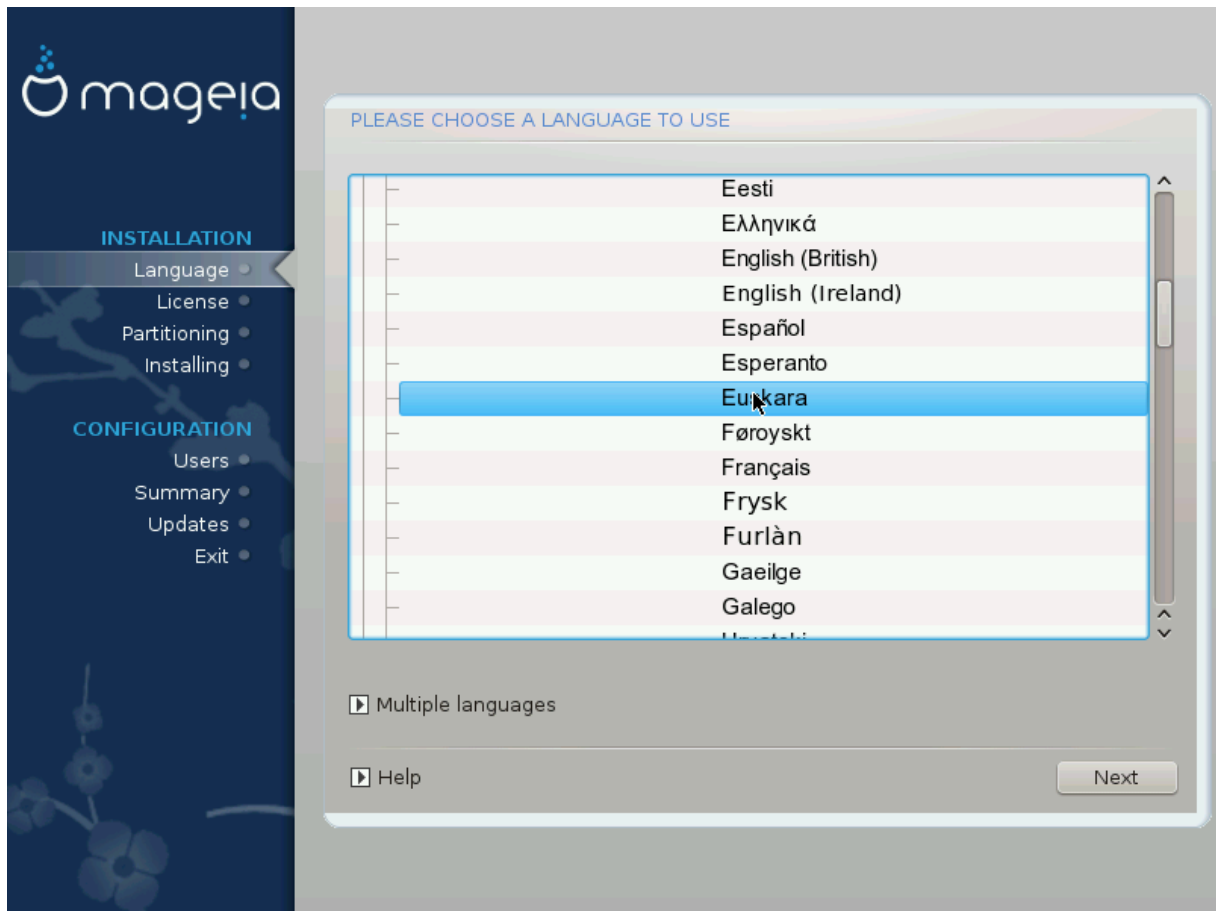 mageia
PLEASE CHOOSE A LANGUAGE TO USE
INSTALLATION
Language
License
Partitioning
Installing
CONFIGURATION
Users
Summary
Updates
Exit
Eesti
Ελληνικά
English (British)
English (Ireland)
Español
Esperanto
Euskara
Føroyskt
Français
Frysk
Furlàn
Gaeilge
Galego
Multiple languages
Help
Next